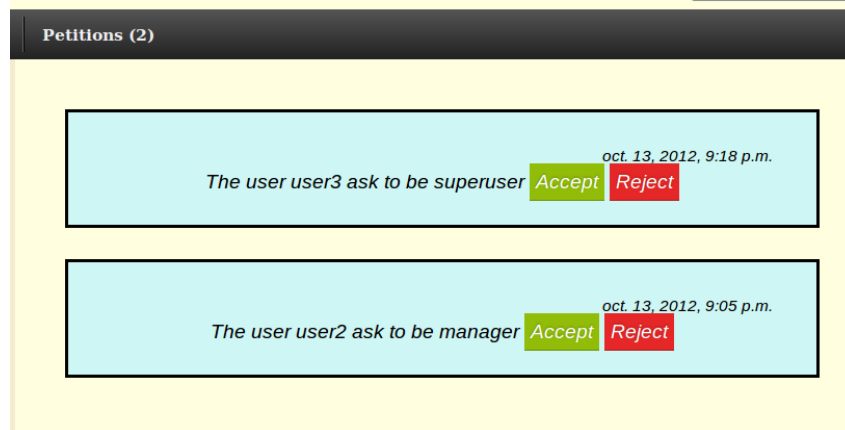 Petitions (2)
oct. 13, 2012, 9:18 p.m.
The user user3 ask to be superuser Accept Reject
oct. 13, 2012, 9:05 p.m.
The user user2 ask to be manager Accept Reject